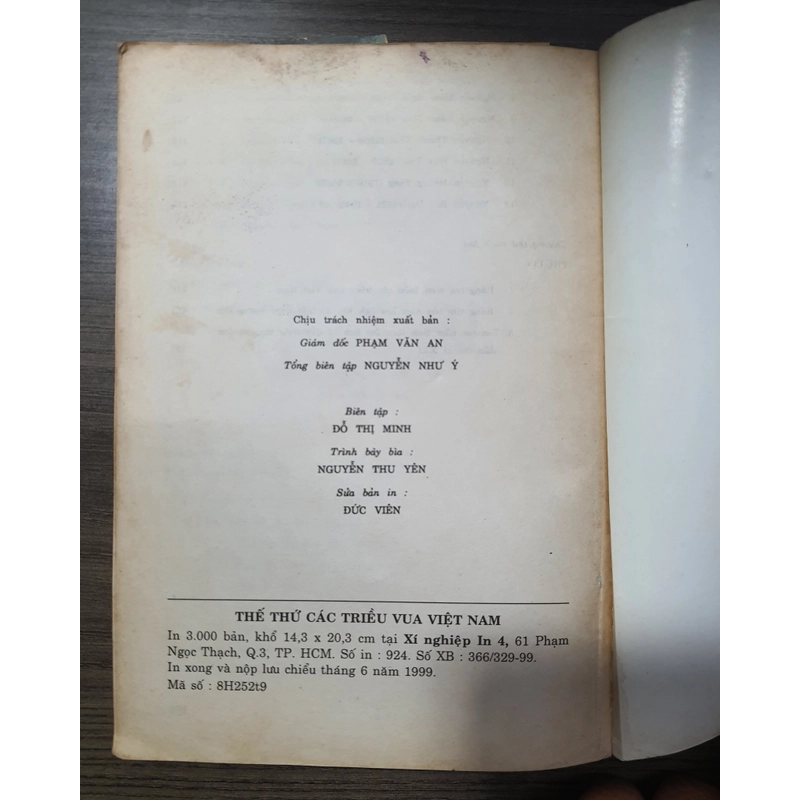 Chịu trách nhiệm xuất bản :
Giám đốc PHẠM VĂN AN
Tổng biên tập NGUYỄN NHƯ Ý
Biên tập :
ĐỖ THỊ MINH
Trình bày bìa :
NGUYỄN THU YÊN
Sửa bản in :
ĐỨC VIÊN
THẾ THỨ CÁC TRIỀU VUA VIỆT NAM
In 3.000 bản, khổ 14,3 x 20,3 cm tại Xí nghiệp In 4, 61 Phạm
Ngọc Thạch, Q.3, TP. HCM. Số in : 924. Số XB : 366/329-99.
In xong và nộp lưu chiểu tháng 6 năm 1999.
Mã số : 8H252t9